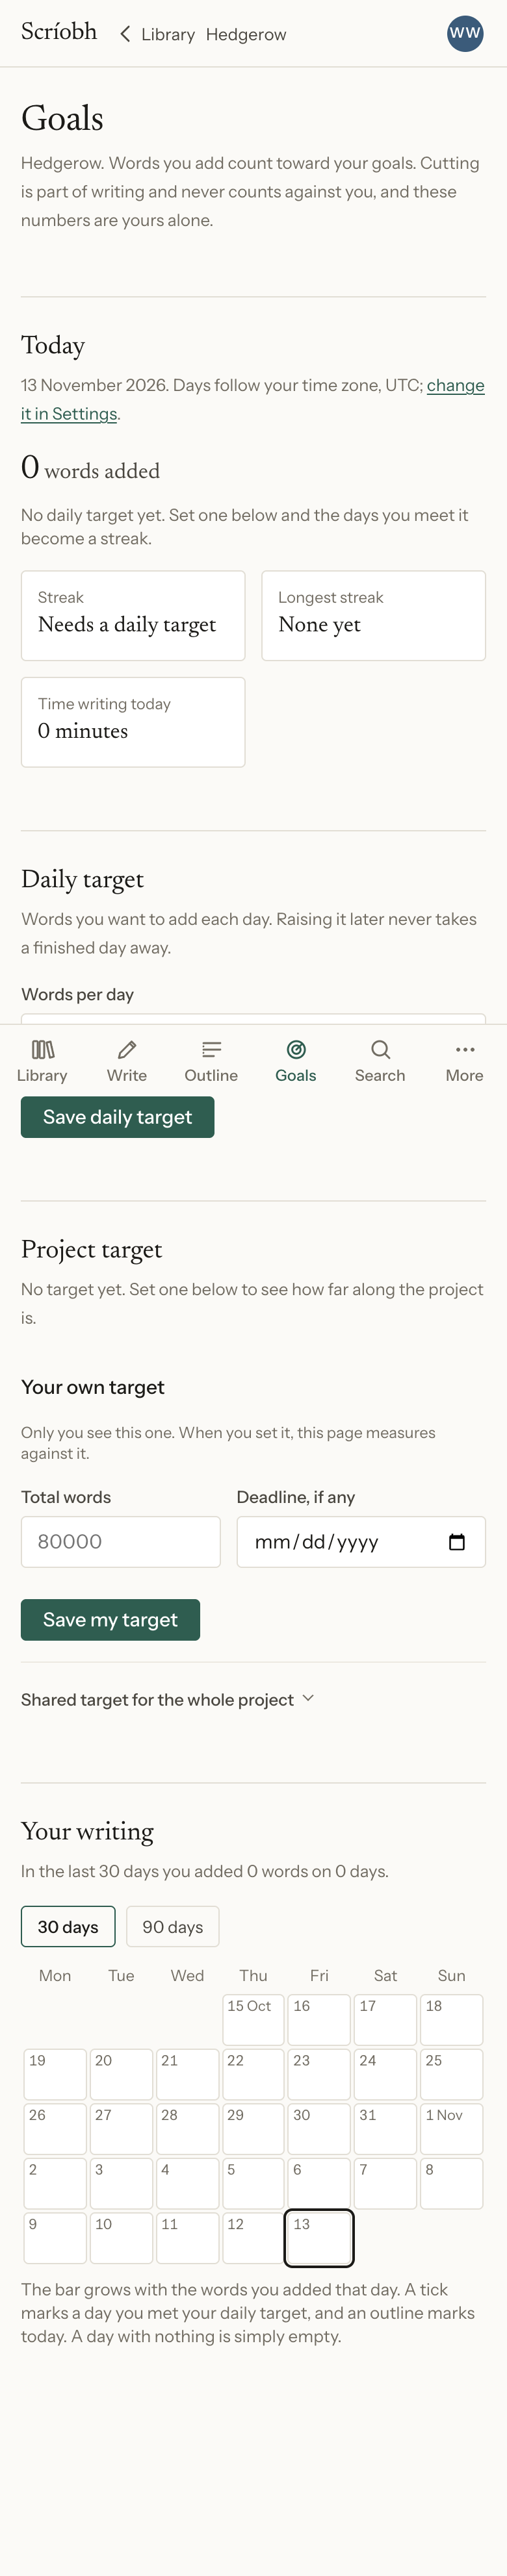 Scríobh
Library Hedgerow
WW
Goals
Hedgerow. Words you add count toward your goals. Cutting
is part of writing and never counts against you, and these
numbers are yours alone.
Today
13 November 2026. Days follow your time zone, UTC; change
it in Settings.
0 words added
No daily target yet. Set one below and the days you meet it
become a streak.
Streak
Needs a daily target
Longest streak
None yet
Time writing today
0 minutes
Daily target
Words you want to add each day. Raising it later never takes
a finished day away.
Words per day
Library Write Outline Goals Search More
Save daily target
Project target
No target yet. Set one below to see how far along the project
is.
Your own target
Only you see this one. When you set it, this page measures
against it.
Total words Deadline, if any
80000 mm/dd/yyyy
Save my target
Shared target for the whole project
Your writing
In the last 30 days you added 0 words on 0 days.
30 days 90 days
Mon Tue Wed Thu Fri Sat Sun
15 Oct 16 17 18
19 20 21 22 23 24 25
26 27 28 29 30 31 1 Nov
2 3 4 5 6 7 8
9 10 11 12 13
The bar grows with the words you added that day. A tick
marks a day you met your daily target, and an outline marks
today. A day with nothing is simply empty.